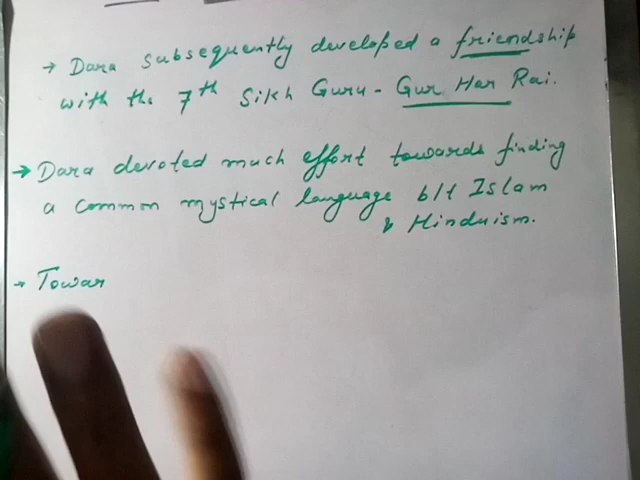 → Dara subsequently developed a friendship
with the 7th Sikh Guru - Gur Har Rai.
→ Dara devoted much effort towards finding
a common mystical language b/t Islam
& Hinduism.
→ Towar